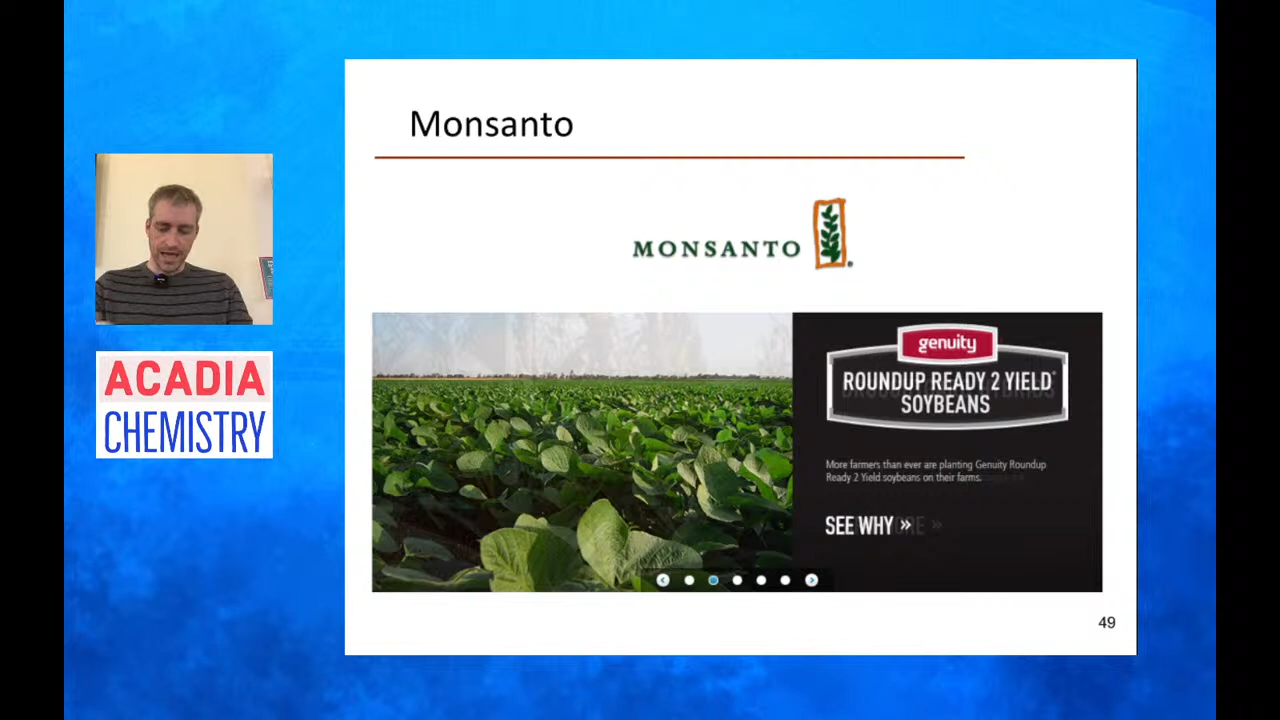 Monsanto
MONSANTO
ACADIA
CHEMISTRY
genuity
ROUNDUP READY 2 YIELD®
SOYBEANS
More farmers than ever are planting Genuity Roundup
Ready 2 Yield soybeans on their farms.
SEE WHY »
49